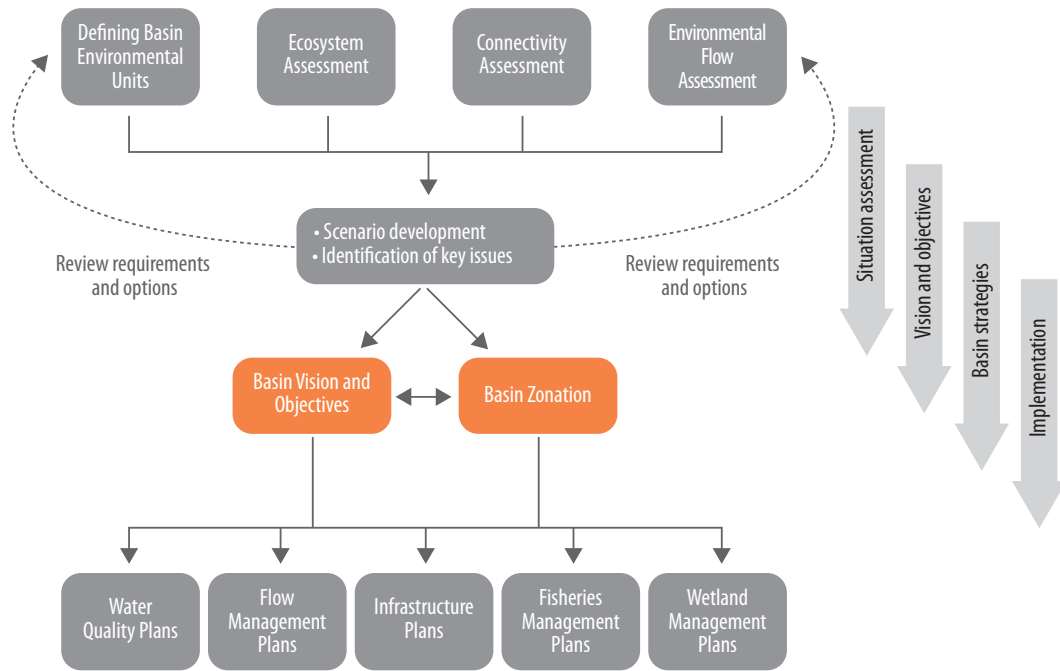 Defining Basin
Environmental
Units
Ecosystem
Assessment
Connectivity
Assessment
Environmental
Flow
Assessment
• Scenario development
• Identification of key issues
Review requirements
and options
Review requirements
and options
Basin Vision and
Objectives
Basin Zonation
Water
Quality Plans
Flow
Management
Plans
Infrastructure
Plans
Fisheries
Management
Plans
Wetland
Management
Plans
Situation assessment
Vision and objectives
Basin strategies
Implementation